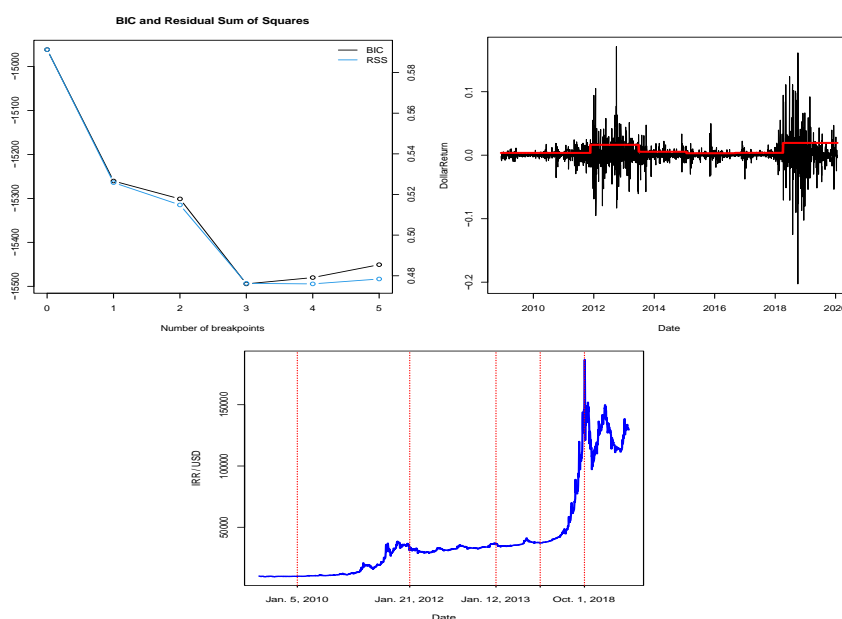 BIC and Residual Sum of Squares
BIC
RSS
−15000
−15100
−15200
−15300
−15400
−15500
0.58
0.56
0.54
0.52
0.50
0.48
0 1 2 3 4 5
Number of breakpoints
DollarReturn
0.1
0.0
−0.1
−0.2
2010 2012 2014 2016 2018 2020
Date
IRR / USD
150000
100000
50000
Jan. 5, 2010 Jan. 21, 2012 Jan. 12, 2013 Oct. 1, 2018
Date